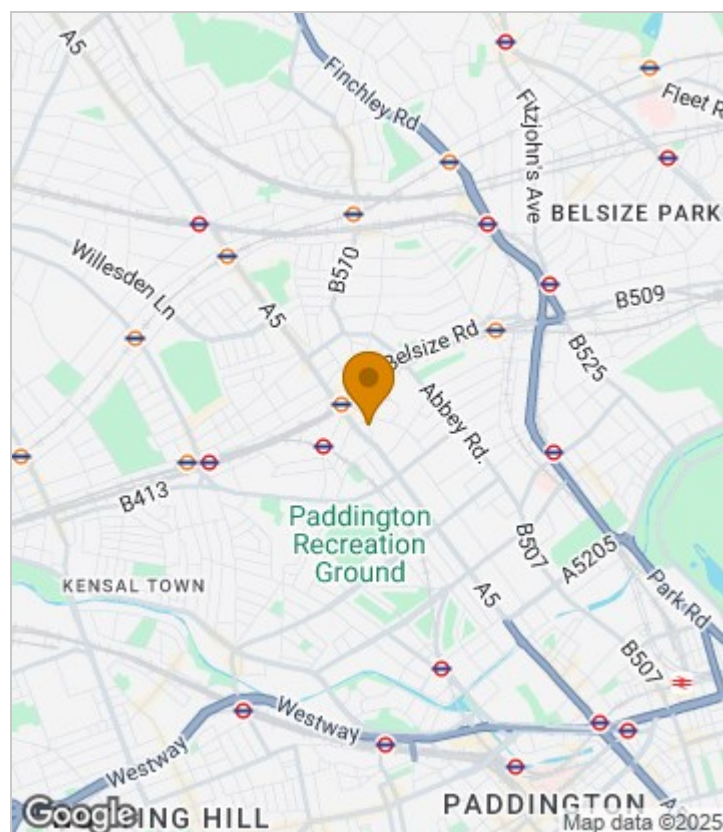 A5
Finchley Rd
Fitzjohn's Ave
Fleet R
BELSIZE PARK
Willesden Ln
B570
A5
B509
Belsize Rd
B525
Abbey Rd.
B413
Paddington
Recreation
Ground
B507
A5205
KENSAL TOWN
A5
Park Rd
B507
Westway
Westway
Google
ING HILL
PADDINGTON
Map data ©2025